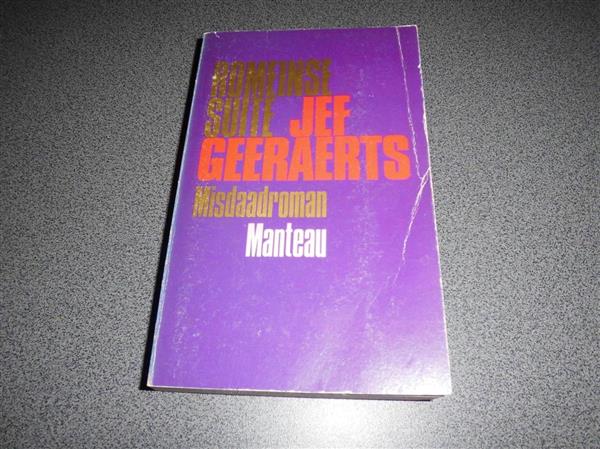 ROMEINSE
SUITE JEF
GEERAERTS
Misdaadroman
Manteau